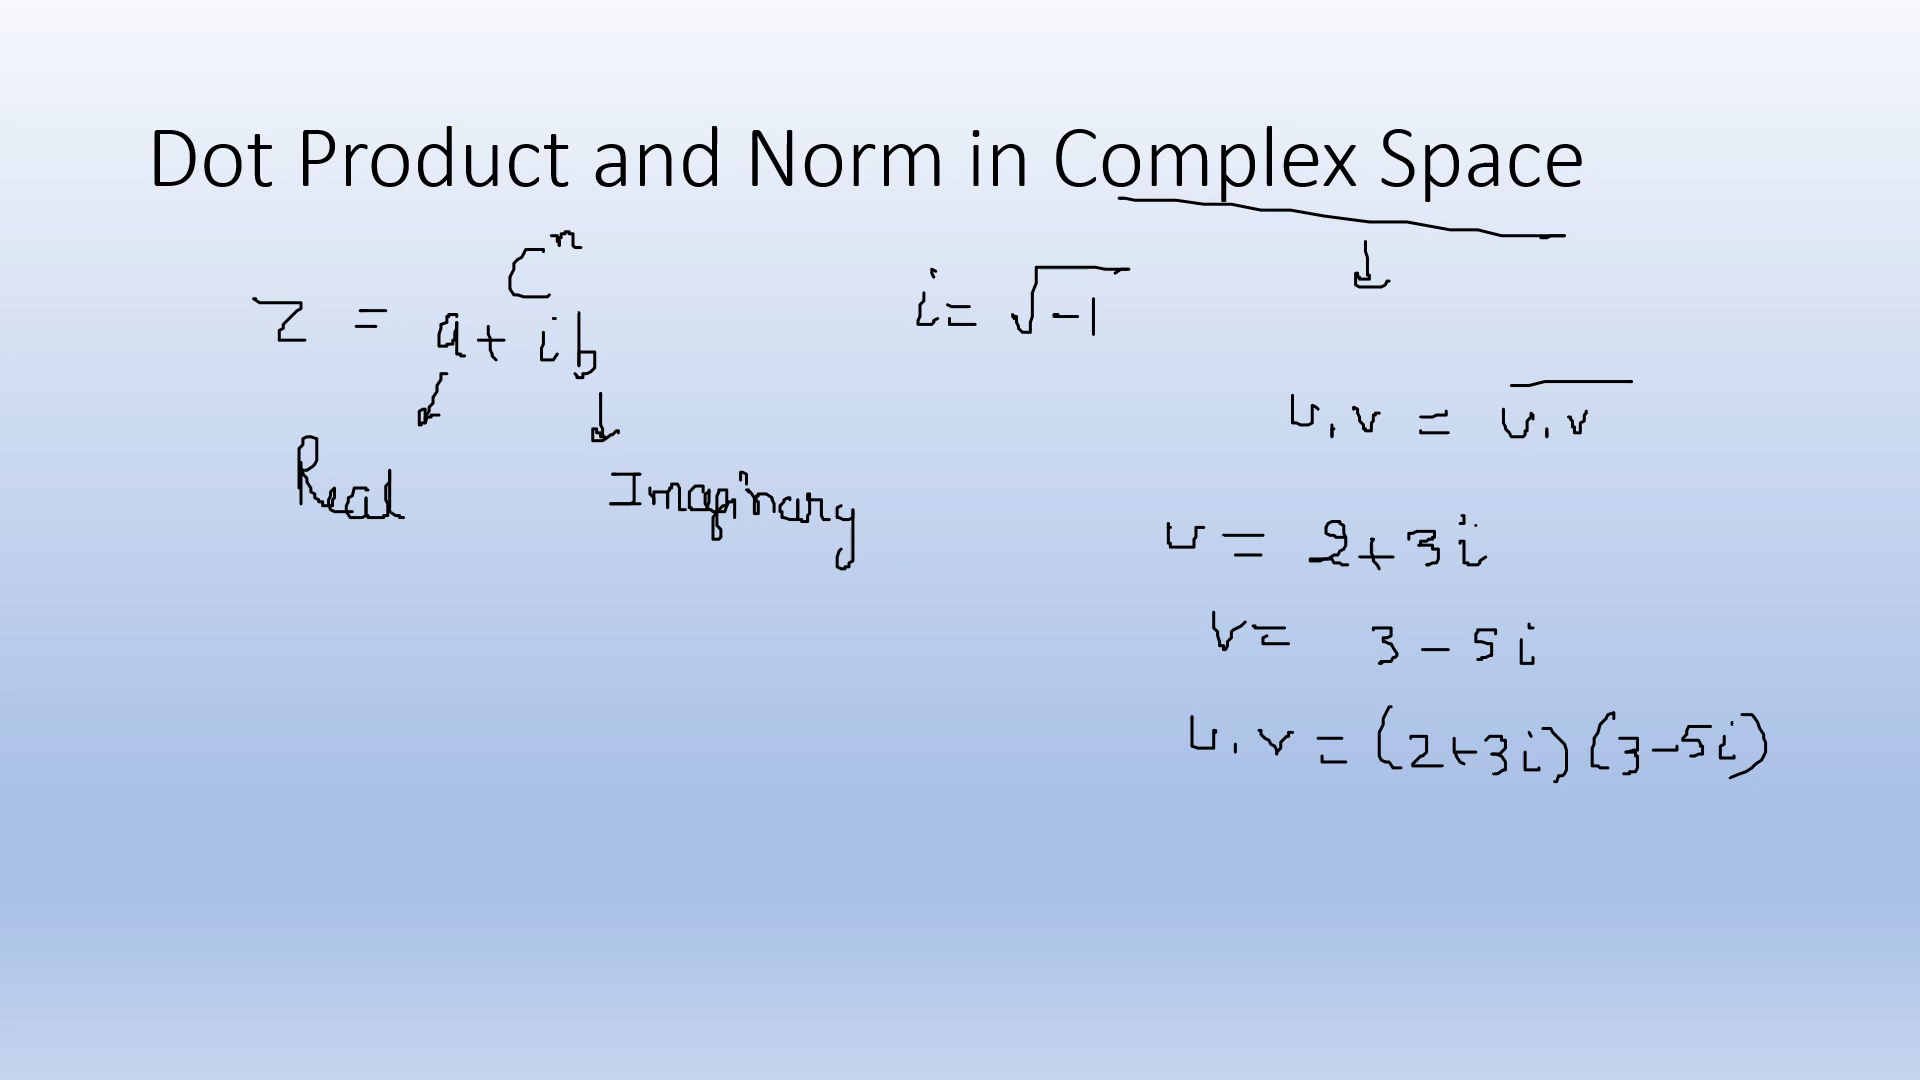 Dot Product and Norm in Complex Space
Cⁿ
z = a + ib
i = √-1
Real
Imaginary
u.v = \overline{u.v}
u = 2+3i
v = 3-5i
u.v = (2+3i)(3-5i)